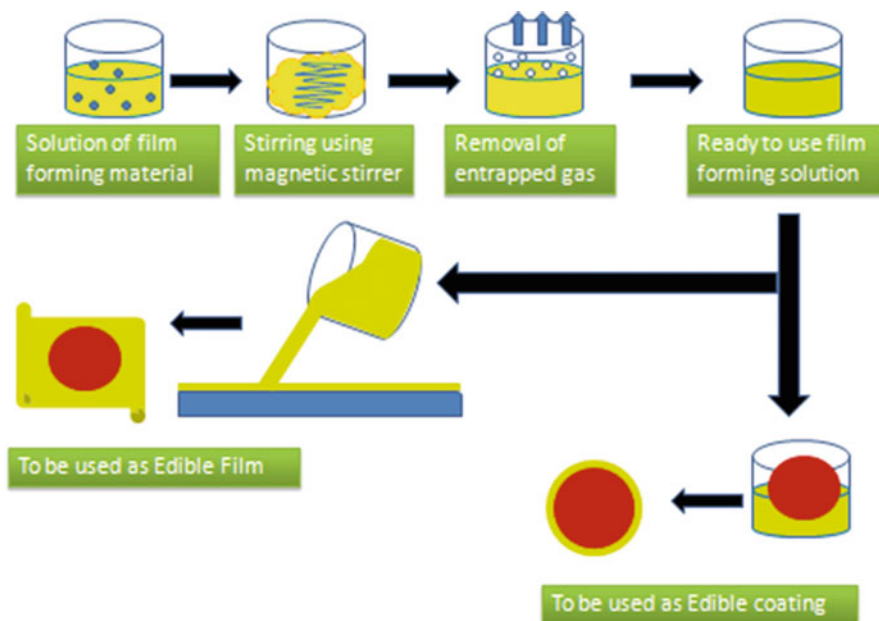 Solution of film
forming material
Stirring using
magnetic stirrer
Removal of
entrapped gas
Ready to use film
forming solution
To be used as Edible Film
To be used as Edible coating